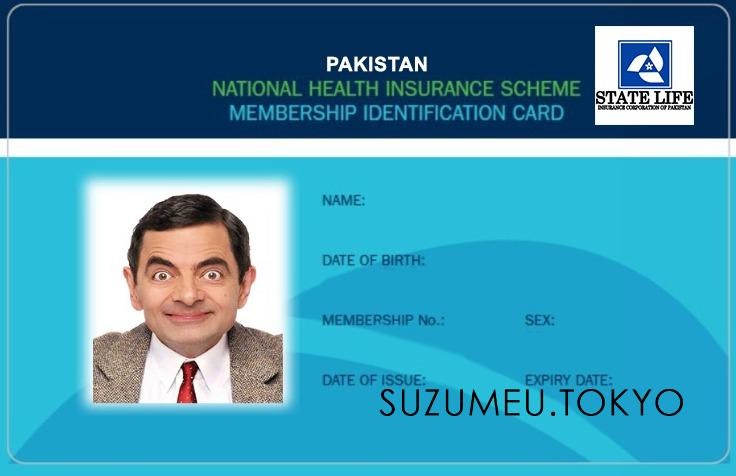 PAKISTAN
NATIONAL HEALTH INSURANCE SCHEME
MEMBERSHIP IDENTIFICATION CARD
STATE LIFE
INSURANCE CORPORATION OF PAKISTAN
NAME:
DATE OF BIRTH:
MEMBERSHIP No.: SEX:
DATE OF ISSUE: EXPIRY DATE:
SUZUMEU.TOKYO